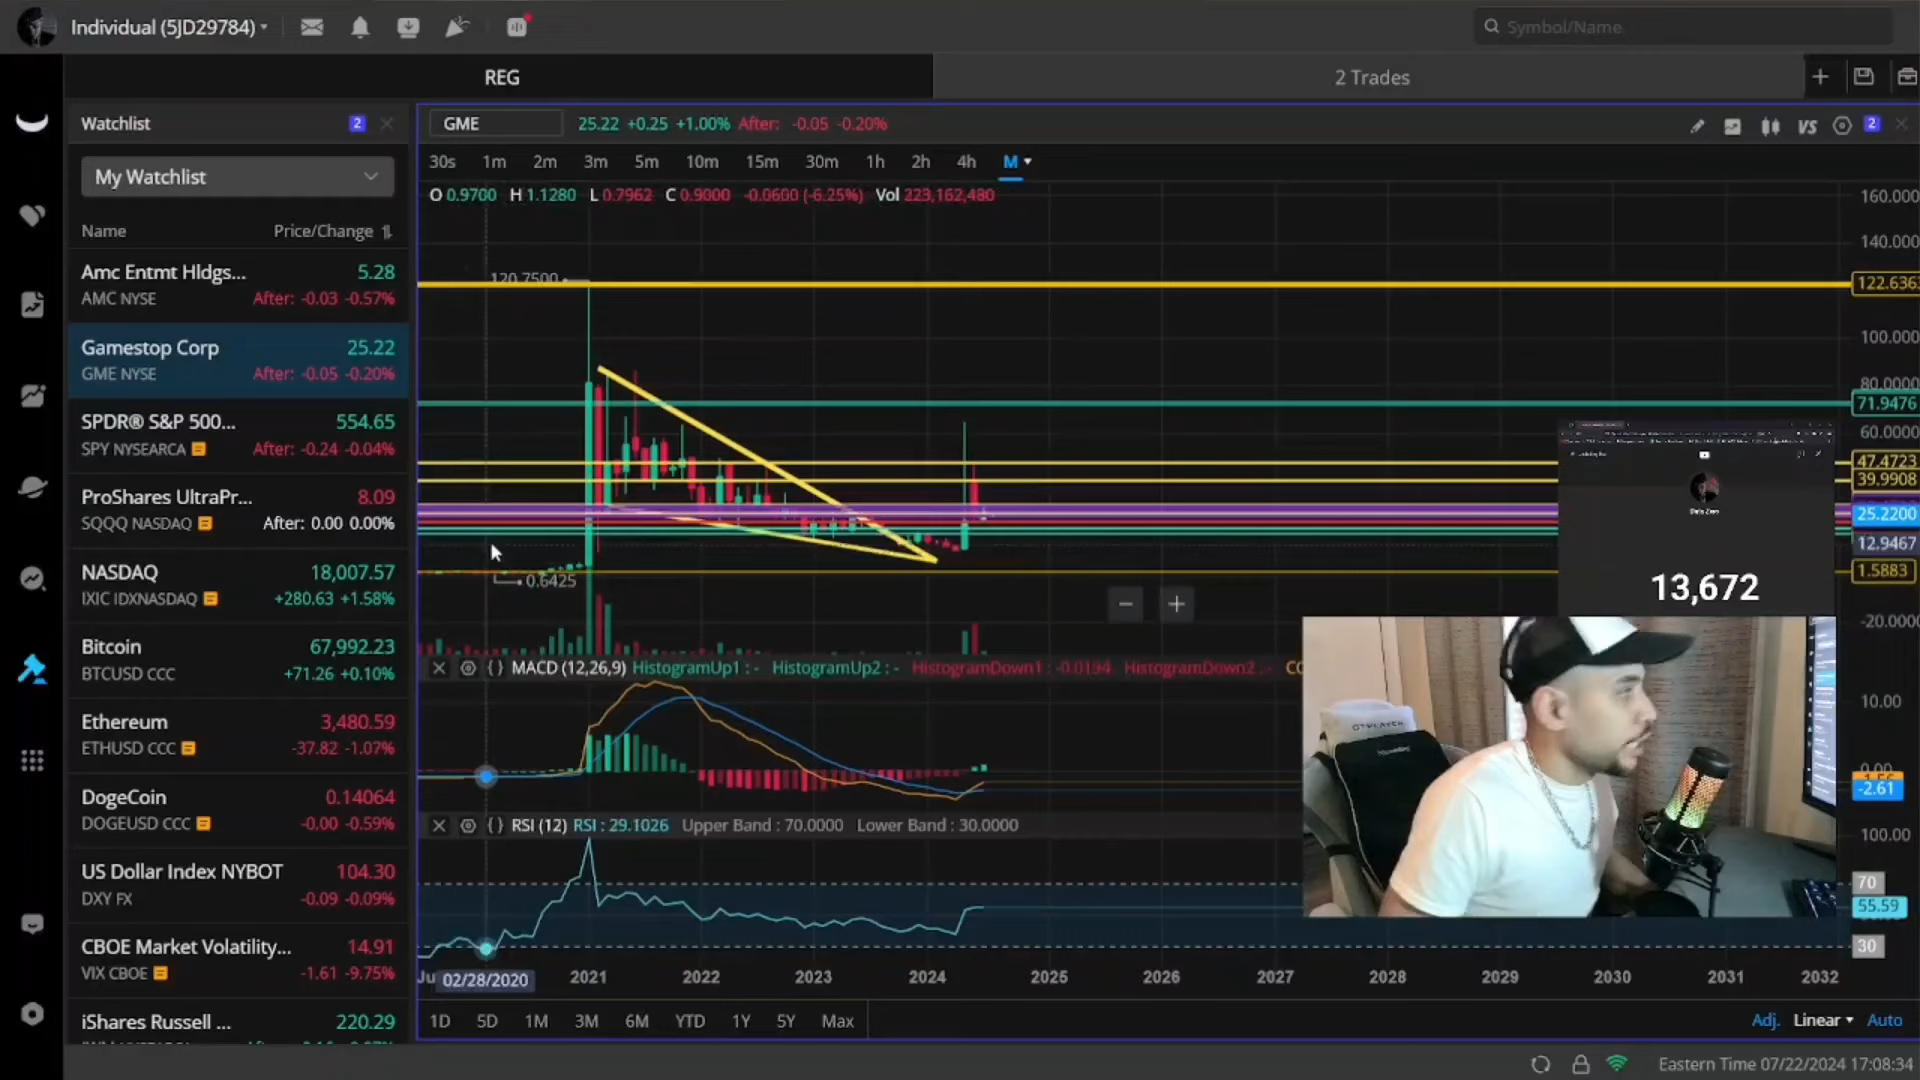 Individual (5JD29784)
Symbol/Name
REG
2 Trades
Watchlist
2
GME
25.22 +0.25 +1.00% After: -0.05 -0.20%
VS
2
My Watchlist
30s 1m 2m 3m 5m 10m 15m 30m 1h 2h 4h M
O 0.9700 H 1.1280 L 0.7962 C 0.9000 -0.0600 (-6.25%) Vol 223,162,480
Name Price/Change
Amc Entmt Hldgs... 5.28
AMC NYSE After: -0.03 -0.57%
Gamestop Corp 25.22
GME NYSE After: -0.05 -0.20%
SPDR® S&P 500... 554.65
SPY NYSEARCA After: -0.24 -0.04%
ProShares UltraPr... 8.09
SQQQ NASDAQ After: 0.00 0.00%
NASDAQ 18,007.57
IXIC IDXNASDAQ +280.63 +1.58%
Bitcoin 67,992.23
BTCUSD CCC +71.26 +0.10%
Ethereum 3,480.59
ETHUSD CCC -37.82 -1.07%
DogeCoin 0.14064
DOGEUSD CCC -0.00 -0.59%
US Dollar Index NYBOT 104.30
DXY FX -0.09 -0.09%
CBOE Market Volatility... 14.91
VIX CBOE -1.61 -9.75%
iShares Russell ... 220.29
160.000
140.000
120.7500
122.636
100.000
80.0000
71.9476
60.0000
47.4723
39.9908
25.2200
12.9467
1.5883
0.6425
-20.000
13,672
MACD (12,26,9) HistogramUp1 : - HistogramUp2 : - HistogramDown1 : -0.0194 HistogramDown2 : -
10.00
0.00
-2.61
RSI (12) RSI : 29.1026 Upper Band : 70.0000 Lower Band : 30.0000
100.00
70
55.59
30
02/28/2020 2021 2022 2023 2024 2025 2026 2027 2028 2029 2030 2031 2032
1D 5D 1M 3M 6M YTD 1Y 5Y Max
Adj. Linear Auto
Eastern Time 07/22/2024 17:08:34